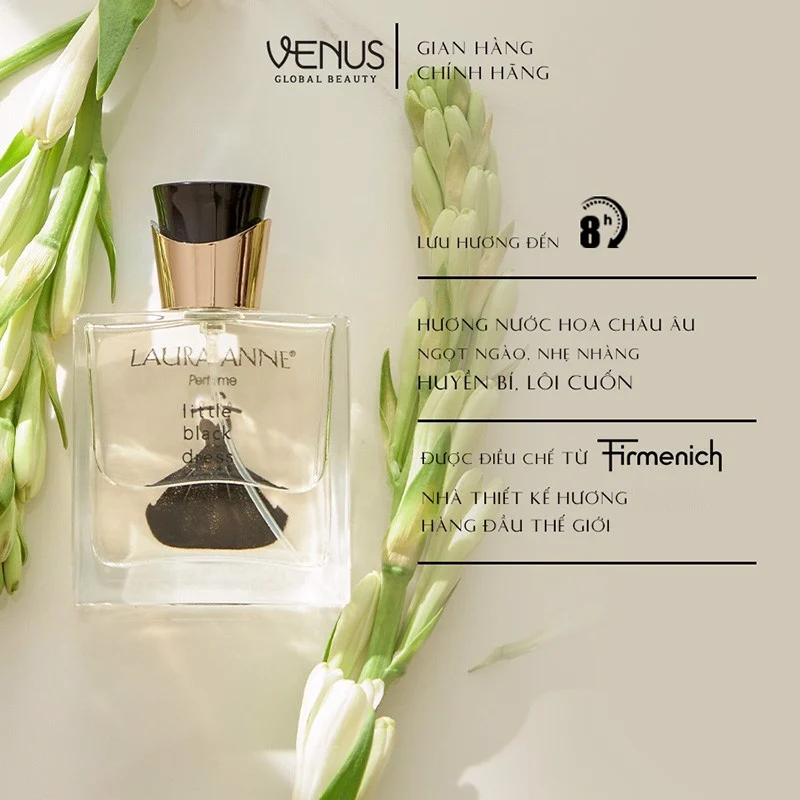 VENUS
GLOBAL BEAUTY
GIAN HÀNG
CHÍNH HÃNG
LƯU HƯƠNG ĐẾN 8h
HƯƠNG NƯỚC HOA CHÂU ÂU
NGỌT NGÀO, NHẸ NHÀNG
HUYỀN BÍ, LÔI CUỐN
ĐƯỢC ĐIỀU CHẾ TỪ Firmenich
NHÀ THIẾT KẾ HƯƠNG
HÀNG ĐẦU THẾ GIỚI
LAURA ANNE®
Perfume
little
black
dress